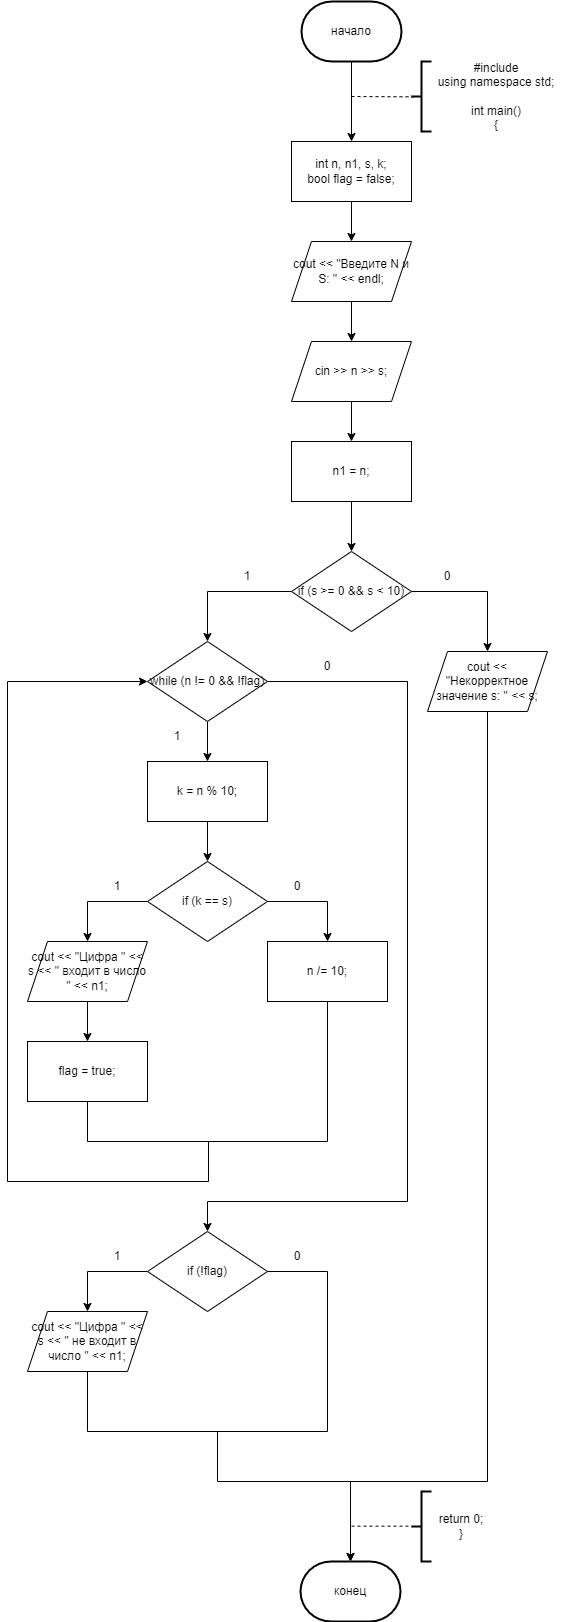 начало
#include
using namespace std;
int main()
{
int n, n1, s, k;
bool flag = false;
cout << "Введите N и
S: " << endl;
cin >> n >> s;
n1 = n;
if (s >= 0 && s < 10)
1
0
cout <<
"Некорректное
значение s: " << s;
while (n != 0 && !flag)
0
1
k = n % 10;
if (k == s)
1
0
cout << "Цифра " <<
s << " входит в число
" << n1;
n /= 10;
flag = true;
if (!flag)
1
0
cout << "Цифра " <<
s << " не входит в
число " << n1;
return 0;
}
конец